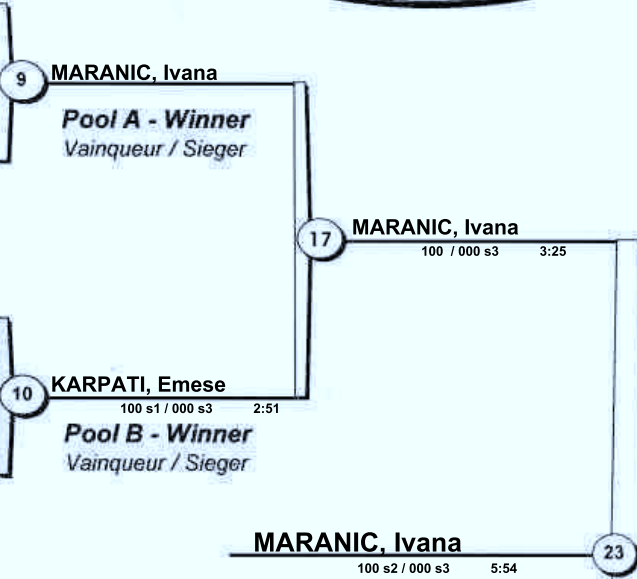 9
MARANIC, Ivana
Pool A - Winner
Vainqueur / Sieger
17
MARANIC, Ivana
100 / 000 s3 3:25
10
KARPATI, Emese
100 s1 / 000 s3 2:51
Pool B - Winner
Vainqueur / Sieger
MARANIC, Ivana
100 s2 / 000 s3 5:54
23